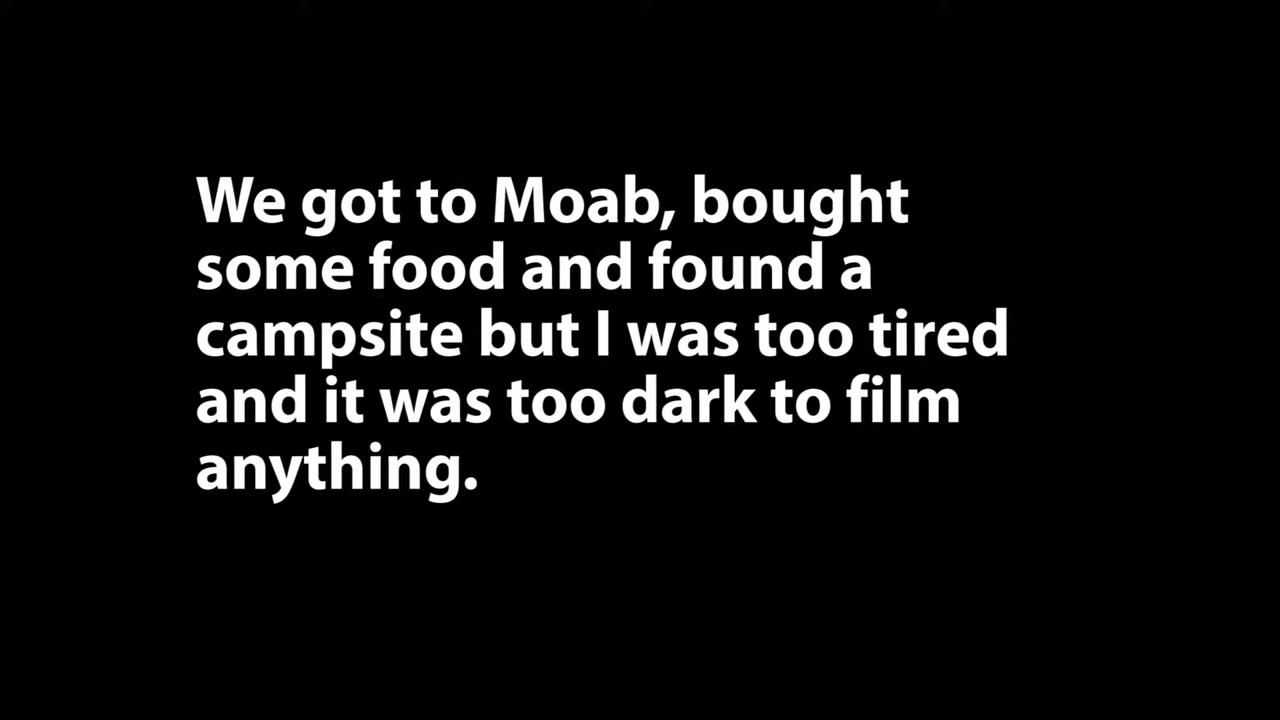 We got to Moab, bought
some food and found a
campsite but I was too tired
and it was too dark to film
anything.